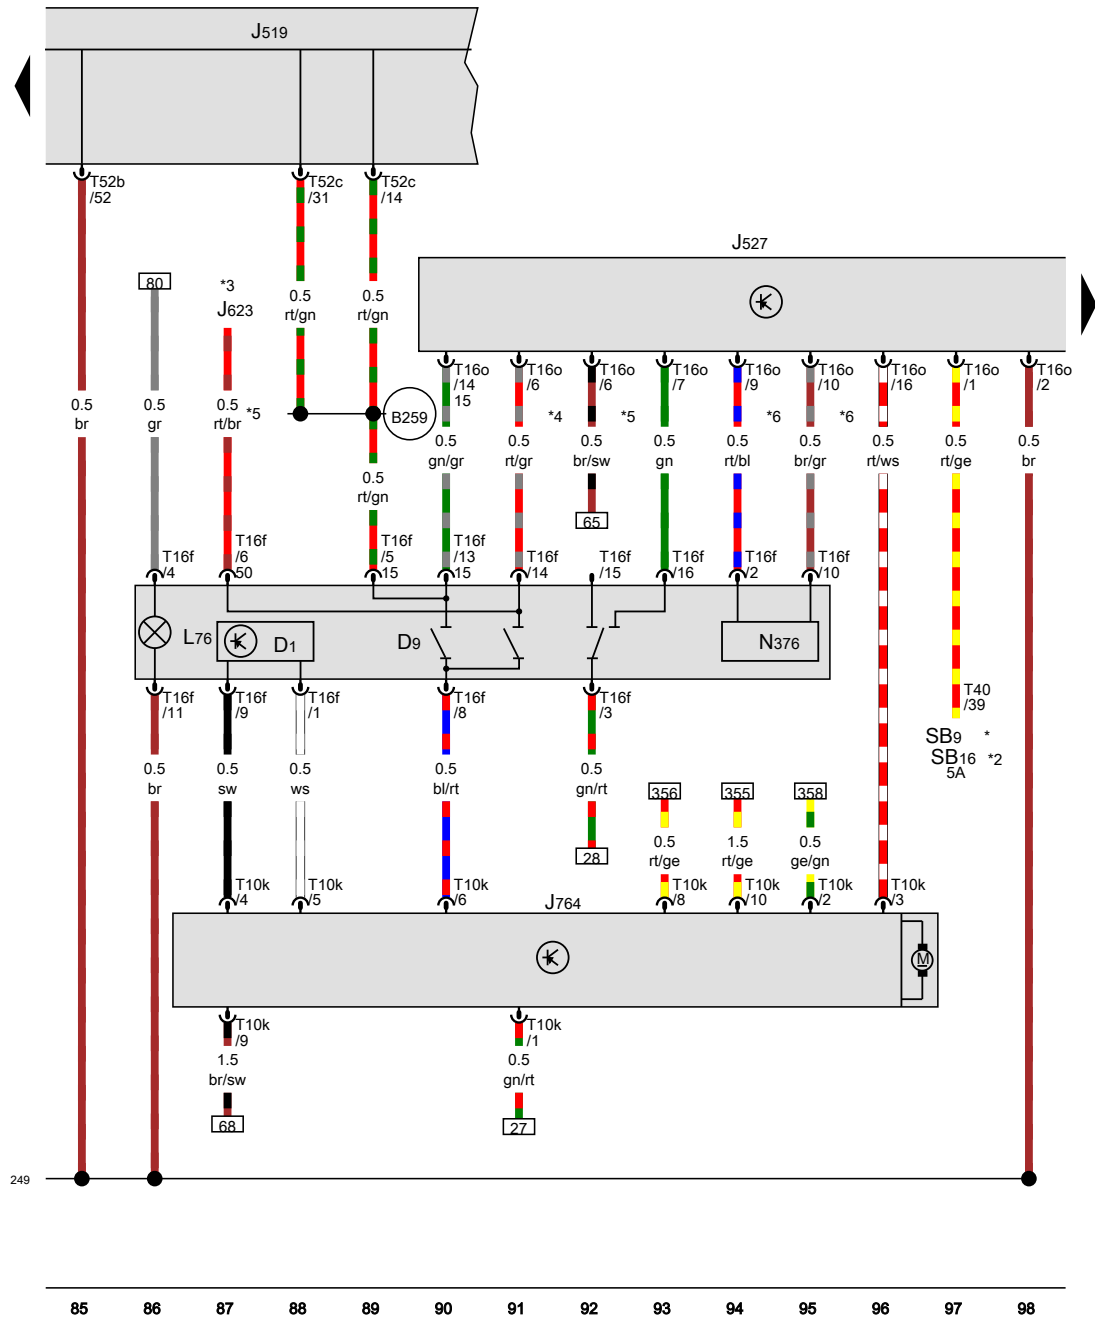 J519
T52b
/52
T52c
/31
T52c
/14
J527
80
*3
J623
0.5
rt/gn
0.5
rt/gn
T16o
/14
15
T16o
/6
T16o
/6
T16o
/7
T16o
/9
T16o
/10
T16o
/16
T16o
/1
T16o
/2
0.5
br
0.5
gr
0.5
rt/br
*5
B259
*4
*5
*6
*6
0.5
gn/gr
0.5
rt/gr
0.5
br/sw
0.5
gn
0.5
rt/bl
0.5
br/gr
0.5
rt/ws
0.5
rt/ge
0.5
br
0.5
rt/gn
65
T16f
/4
T16f
/6
50
T16f
/5
15
T16f
/13
15
T16f
/14
T16f
/15
T16f
/16
T16f
/2
T16f
/10
L76
D1
D9
N376
T16f
/11
T16f
/9
T16f
/1
T16f
/8
T16f
/3
T40
/39
SB9 *
SB16 *2
5A
0.5
br
0.5
sw
0.5
ws
0.5
bl/rt
0.5
gn/rt
356
355
358
0.5
rt/ge
1.5
rt/ge
0.5
ge/gn
28
T10k
/4
T10k
/5
T10k
/6
J764
T10k
/8
T10k
/10
T10k
/2
T10k
/3
M
T10k
/9
T10k
/1
1.5
br/sw
0.5
gn/rt
68
27
249
85 86 87 88 89 90 91 92 93 94 95 96 97 98